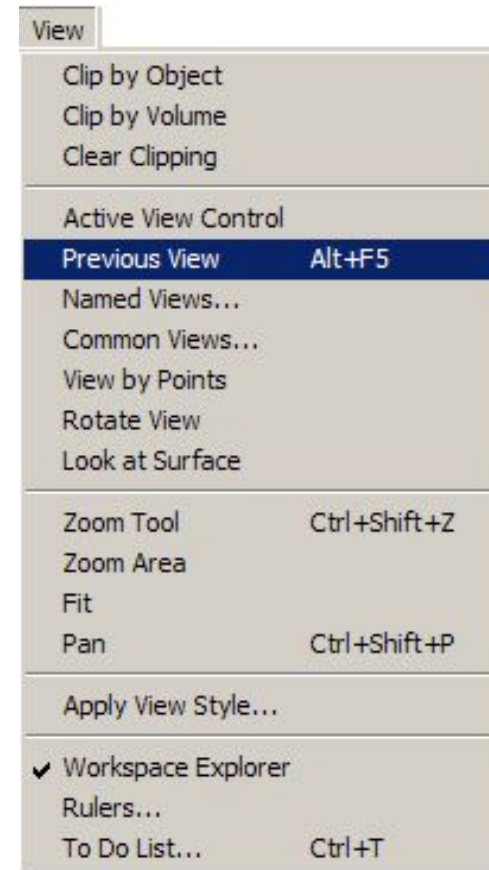 View
Clip by Object
Clip by Volume
Clear Clipping
Active View Control
Previous View Alt+F5
Named Views...
Common Views...
View by Points
Rotate View
Look at Surface
Zoom Tool Ctrl+Shift+Z
Zoom Area
Fit
Pan Ctrl+Shift+P
Apply View Style...
Workspace Explorer
Rulers...
To Do List... Ctrl+T